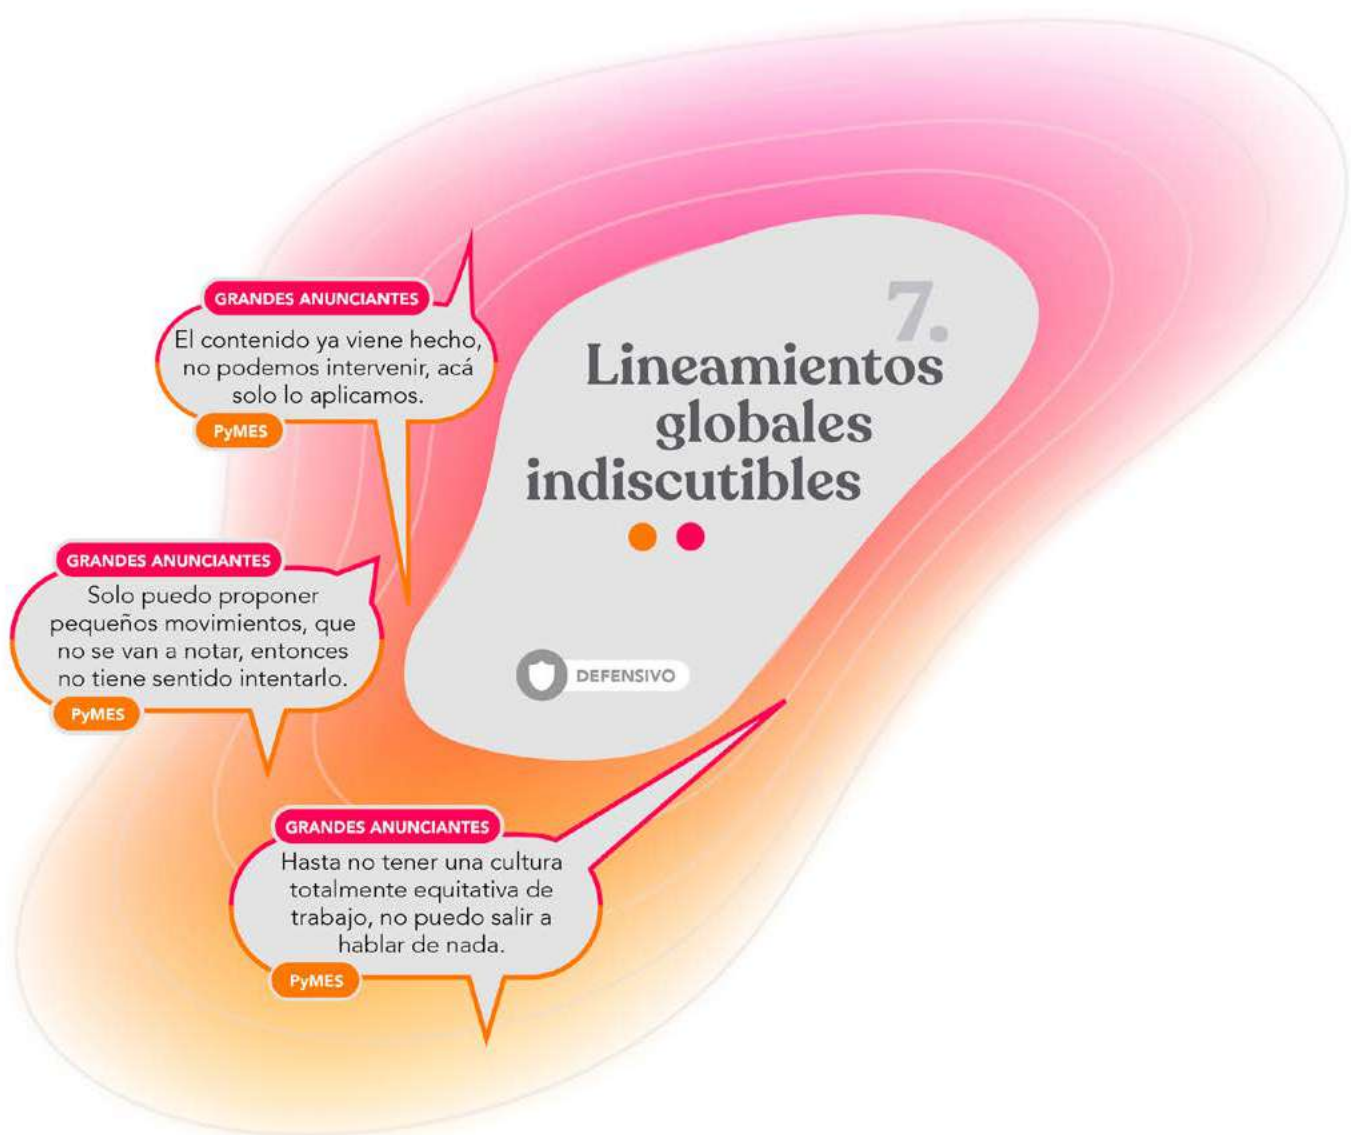 7.
Lineamientos
globales
indiscutibles
DEFENSIVO
GRANDES ANUNCIANTES
El contenido ya viene hecho,
no podemos intervenir, acá
solo lo aplicamos.
PyMES
GRANDES ANUNCIANTES
Solo puedo proponer
pequeños movimientos, que
no se van a notar, entonces
no tiene sentido intentarlo.
PyMES
GRANDES ANUNCIANTES
Hasta no tener una cultura
totalmente equitativa de
trabajo, no puedo salir a
hablar de nada.
PyMES